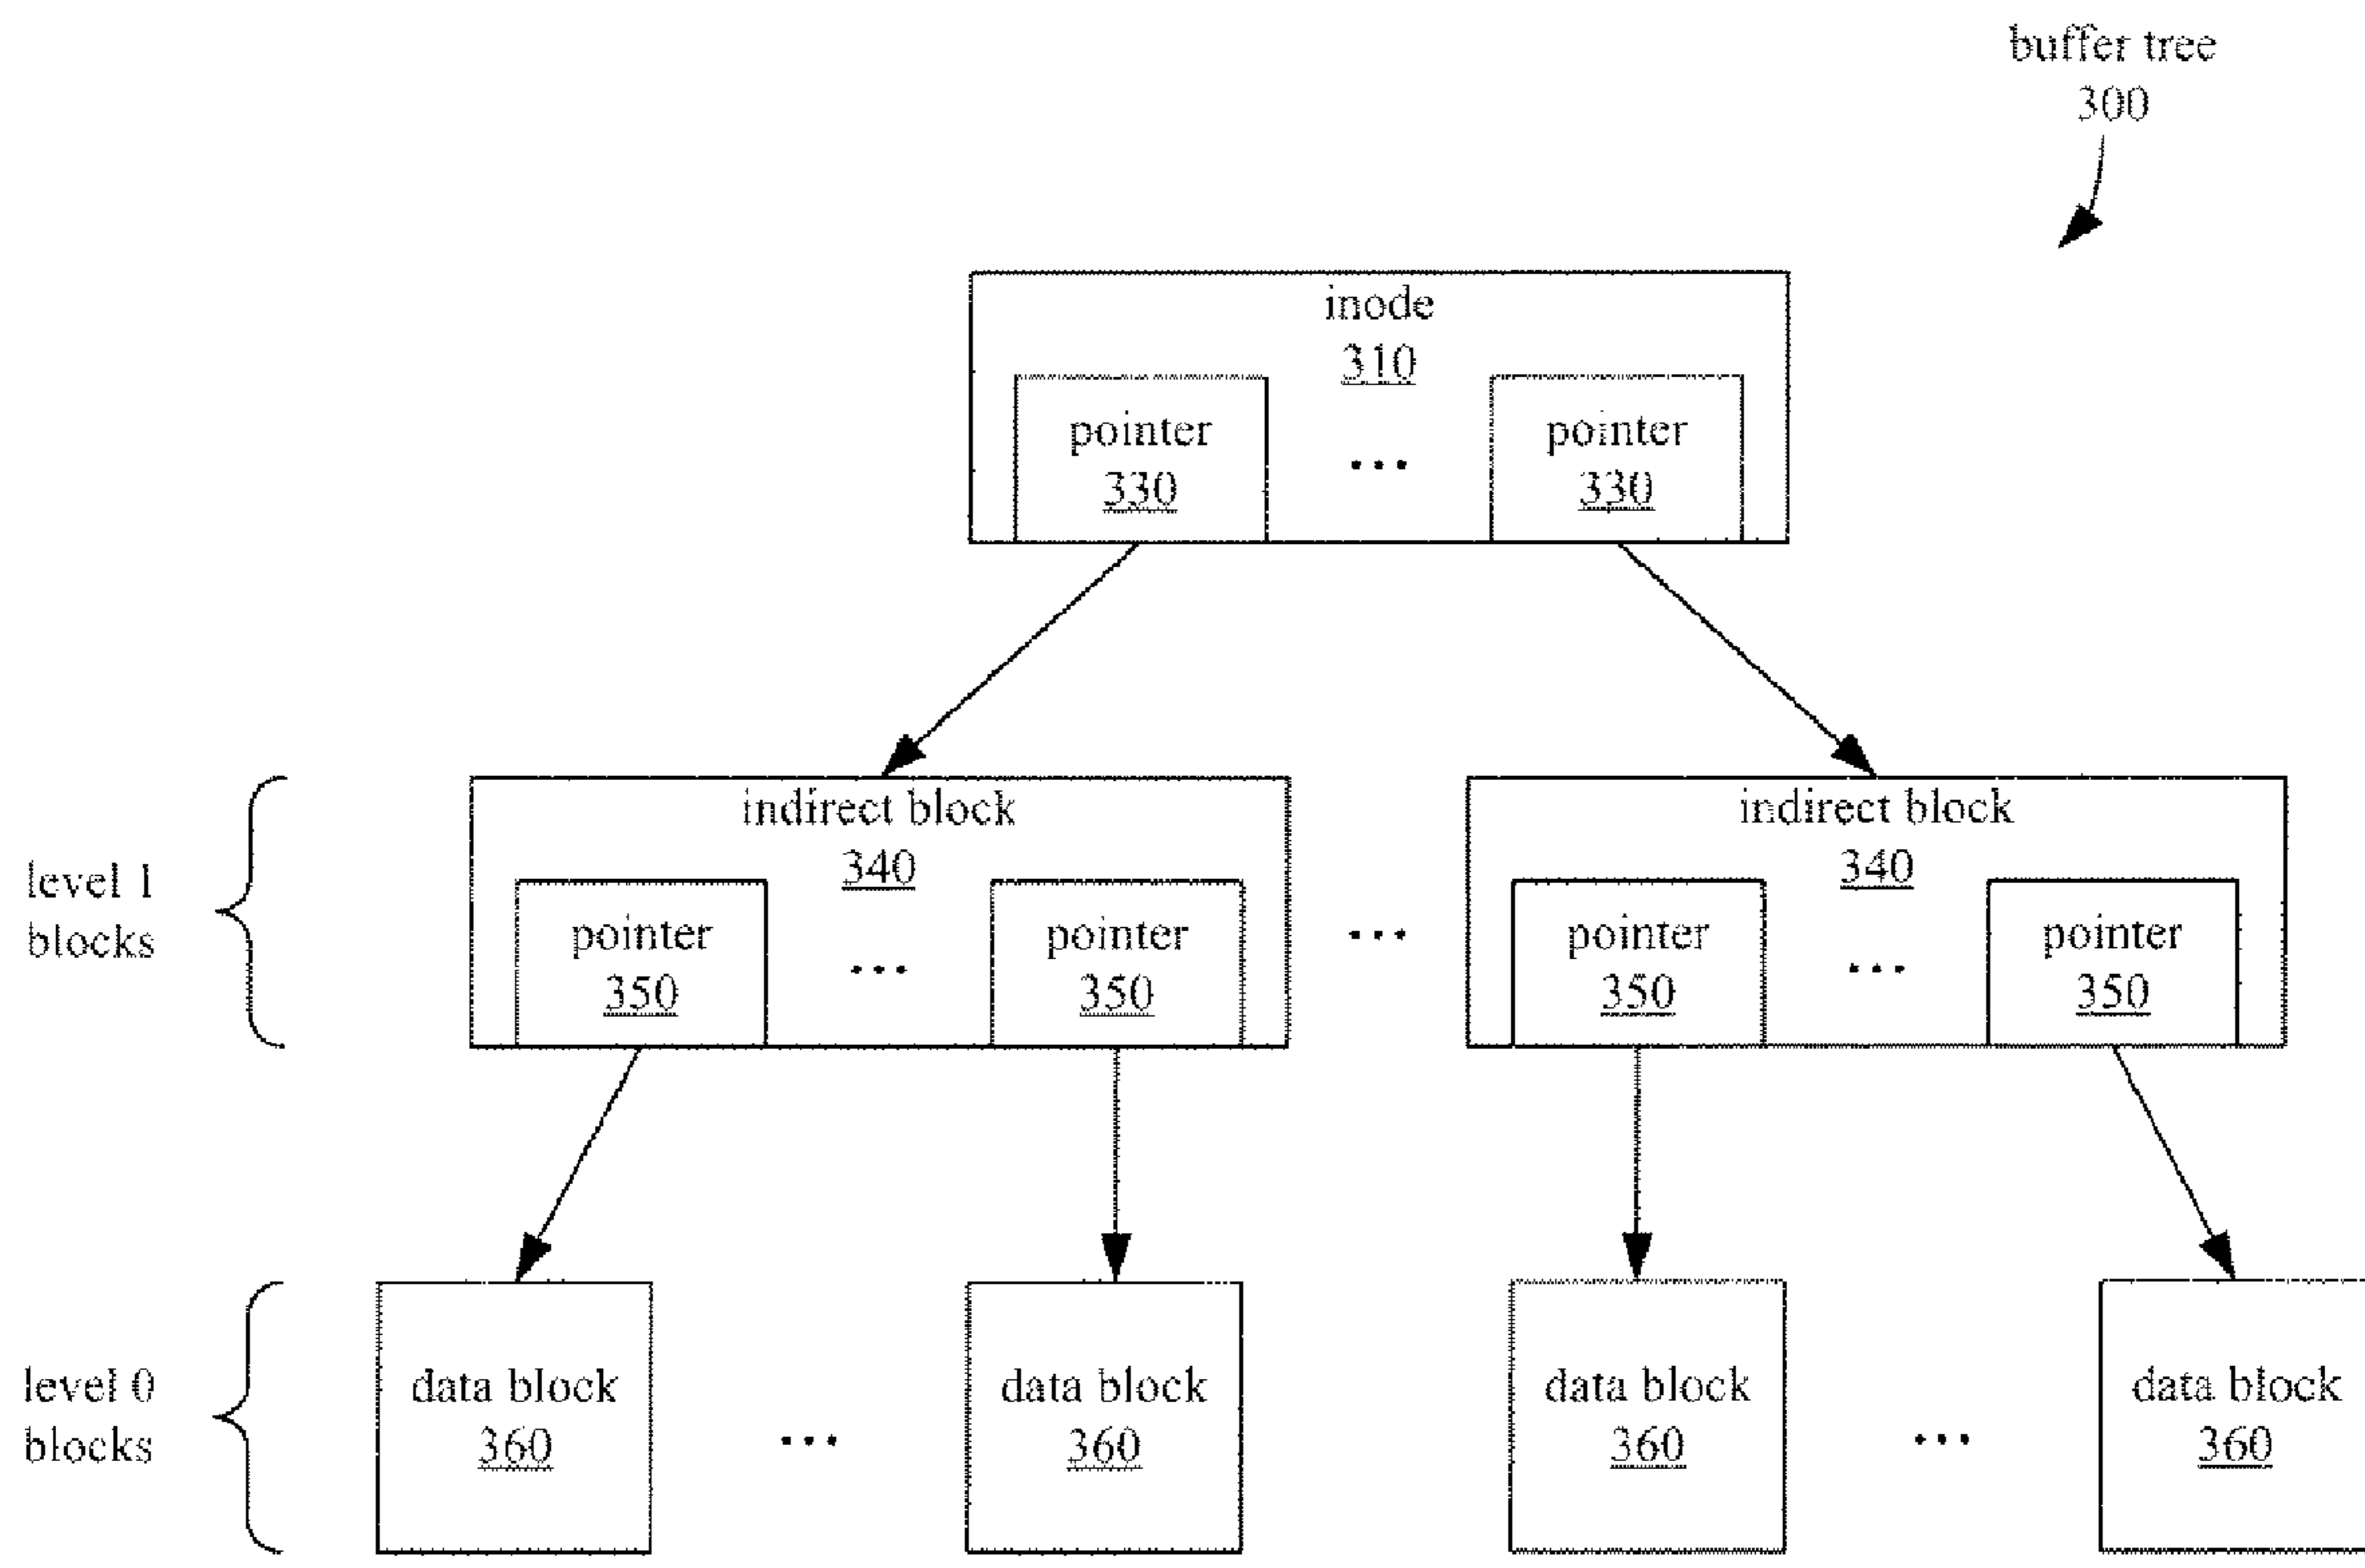 buffer tree
300
inode
310
pointer
330
...
pointer
330
level 1
blocks
indirect block
340
pointer
350
...
pointer
350
...
indirect block
340
pointer
350
...
pointer
350
level 0
blocks
data block
360
...
data block
360
data block
360
...
data block
360